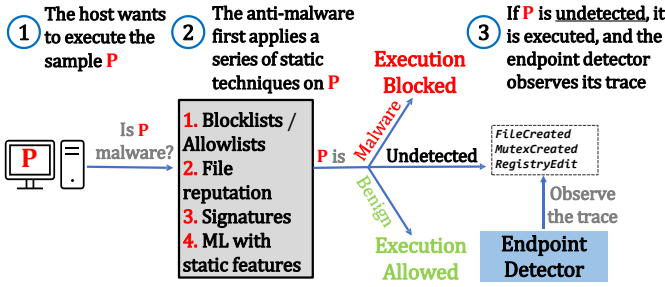 1
The host wants
to execute the
sample P
2
The anti-malware
first applies a
series of static
techniques on P
3
If P is undetected, it
is executed, and the
endpoint detector
observes its trace
P
Is P
malware?
1. Blocklists /
Allowlists
2. File
reputation
3. Signatures
4. ML with
static features
P is
Malware
Execution
Blocked
Undetected
Benign
Execution
Allowed
FileCreated
MutexCreated
RegistryEdit
Observe
the trace
Endpoint
Detector